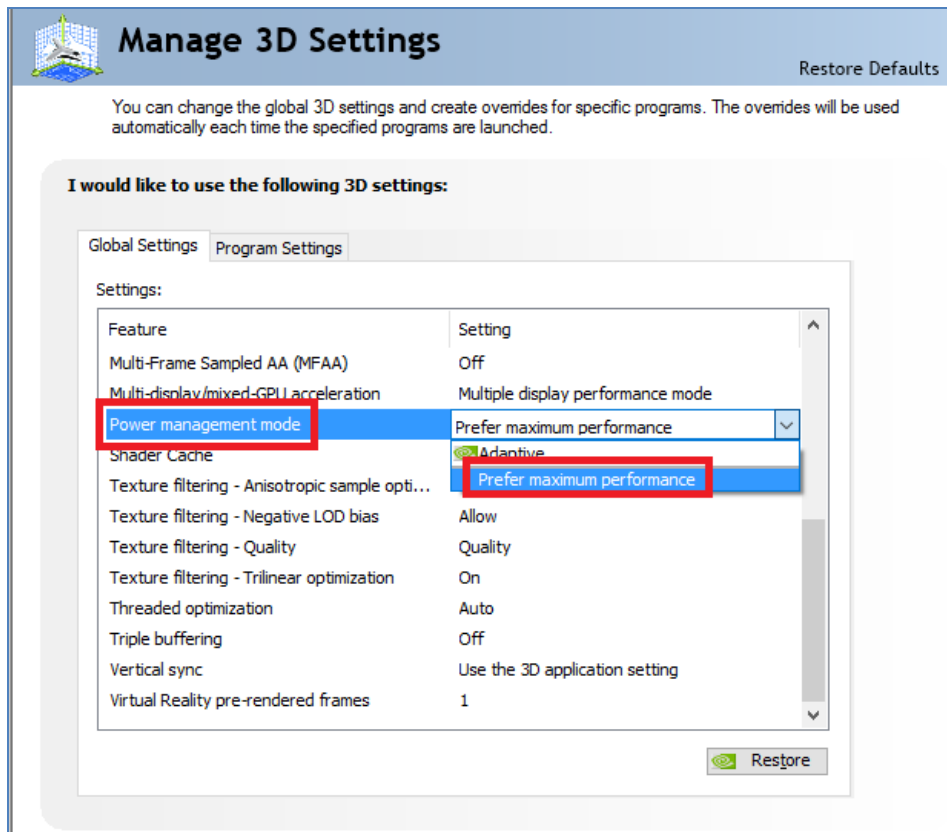 Manage 3D Settings
Restore Defaults
You can change the global 3D settings and create overrides for specific programs. The overrides will be used
automatically each time the specified programs are launched.
I would like to use the following 3D settings:
Global Settings Program Settings
Settings:
Feature Setting
Multi-Frame Sampled AA (MFAA) Off
Multi-display/mixed-GPU acceleration Multiple display performance mode
Power management mode Prefer maximum performance
Shader Cache Adaptive
Texture filtering - Anisotropic sample opti... Prefer maximum performance
Texture filtering - Negative LOD bias Allow
Texture filtering - Quality Quality
Texture filtering - Trilinear optimization On
Threaded optimization Auto
Triple buffering Off
Vertical sync Use the 3D application setting
Virtual Reality pre-rendered frames 1
Restore